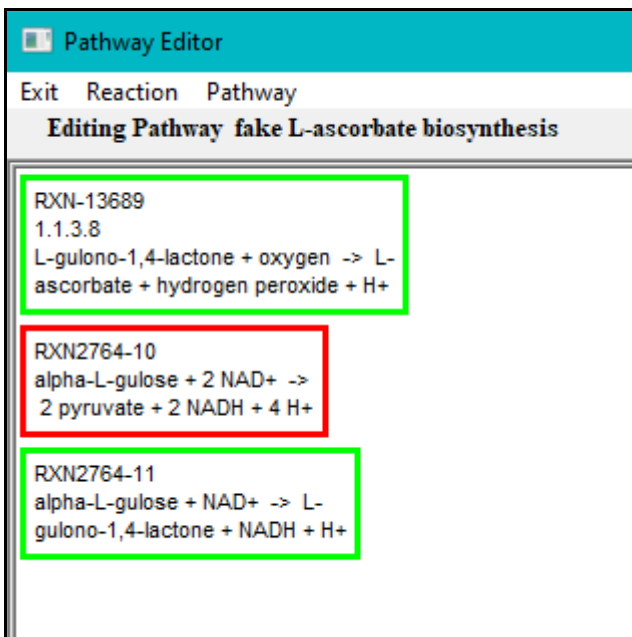 Pathway Editor
Exit Reaction Pathway
Editing Pathway fake L-ascorbate biosynthesis
RXN-13689
1.1.3.8
L-gulono-1,4-lactone + oxygen -> L-
ascorbate + hydrogen peroxide + H+
RXN2764-10
alpha-L-gulose + 2 NAD+ ->
2 pyruvate + 2 NADH + 4 H+
RXN2764-11
alpha-L-gulose + NAD+ -> L-
gulono-1,4-lactone + NADH + H+